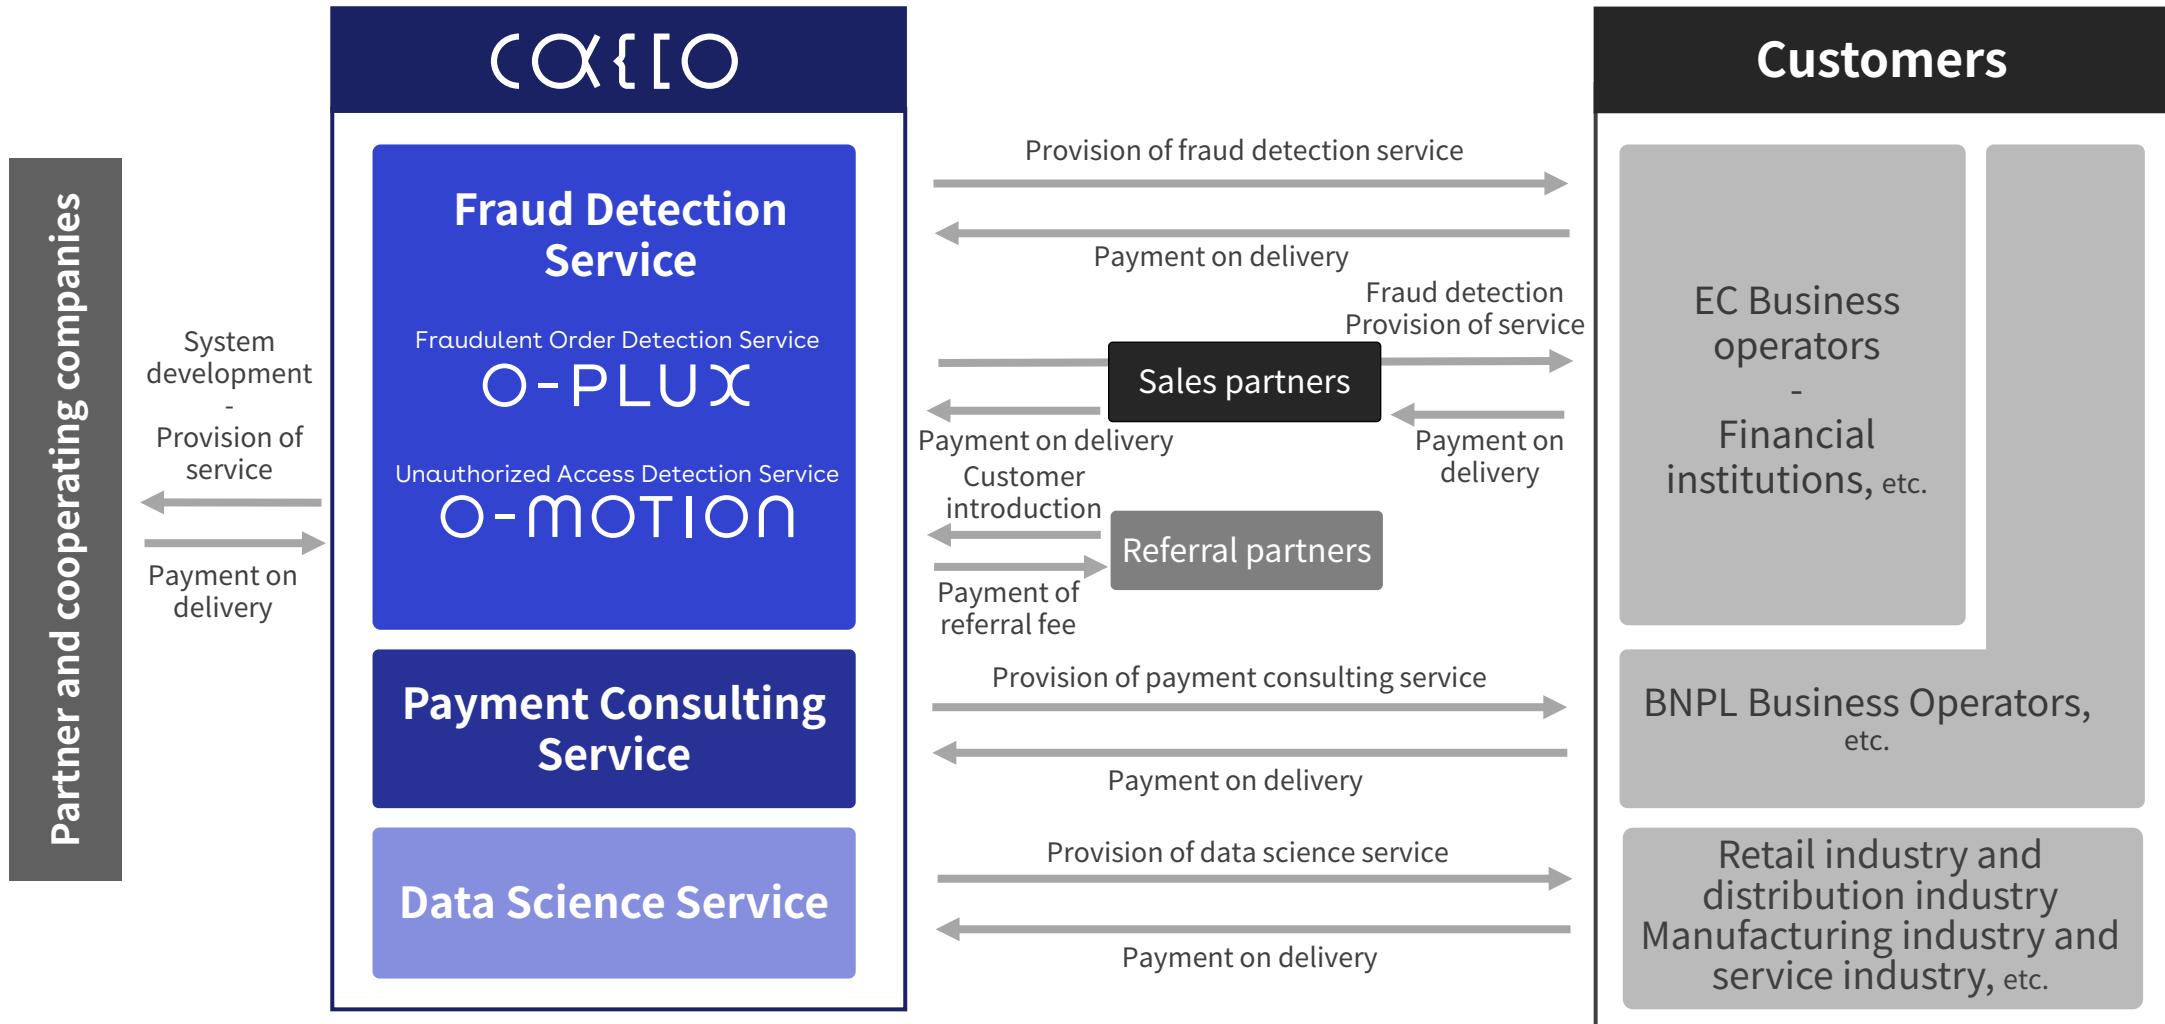 Partner and cooperating companies
System
development
-
Provision of
service
Payment on
delivery
cacco
Fraud Detection
Service
Fraudulent Order Detection Service
O-PLUX
Unauthorized Access Detection Service
O-MOTION
Payment Consulting
Service
Data Science Service
Provision of fraud detection service
Payment on delivery
Fraud detection
Provision of service
Sales partners
Payment on delivery
Payment on
delivery
Customer
introduction
Referral partners
Payment of
referral fee
Provision of payment consulting service
Payment on delivery
Provision of data science service
Payment on delivery
Customers
EC Business
operators
-
Financial
institutions, etc.
BNPL Business Operators,
etc.
Retail industry and
distribution industry
Manufacturing industry and
service industry, etc.